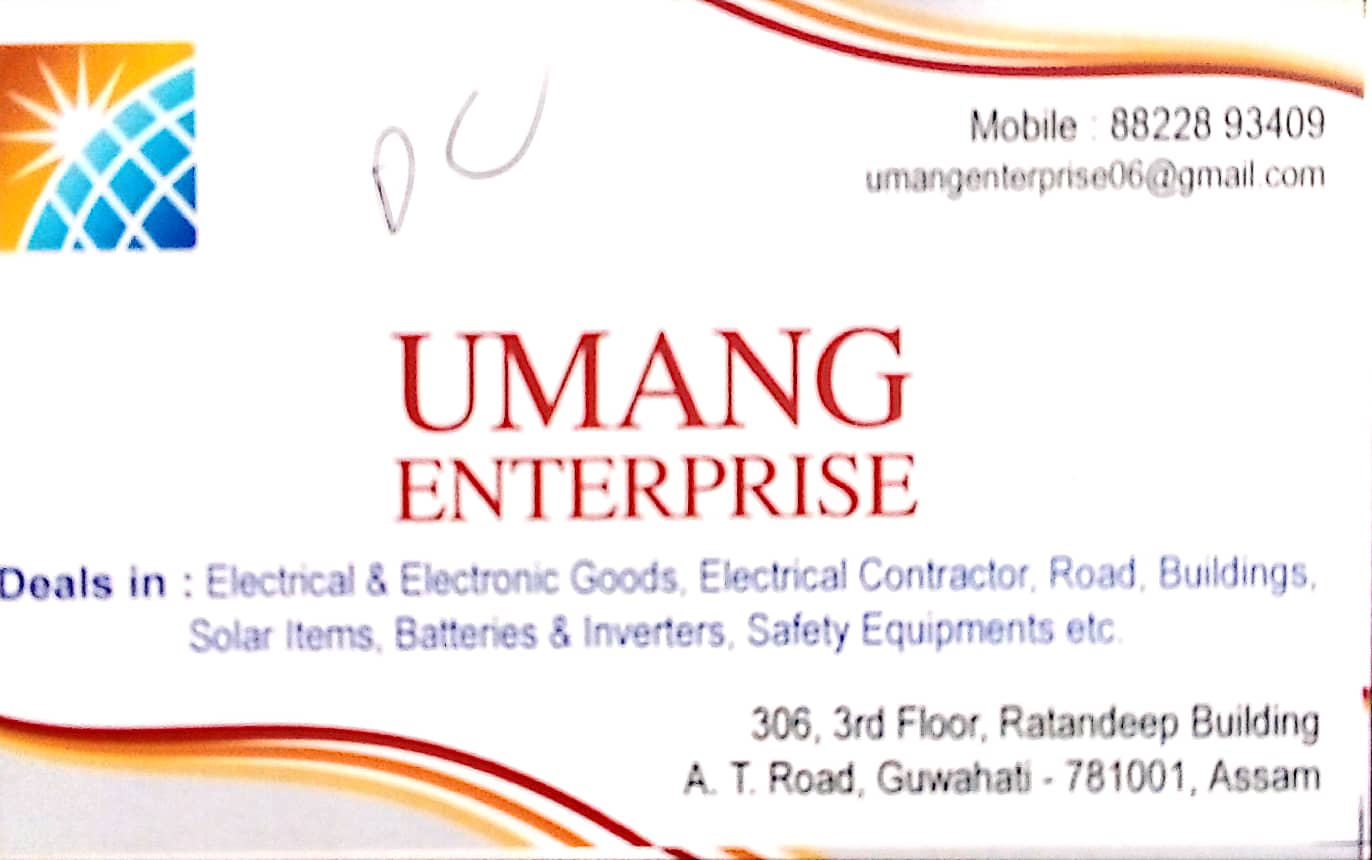 Mobile : 88228 93409
umangenterprise06@gmail.com
UMANG
ENTERPRISE
Deals in : Electrical & Electronic Goods, Electrical Contractor, Road, Buildings,
Solar Items, Batteries & Inverters, Safety Equipments etc.
306, 3rd Floor, Ratandeep Building
A. T. Road, Guwahati - 781001, Assam